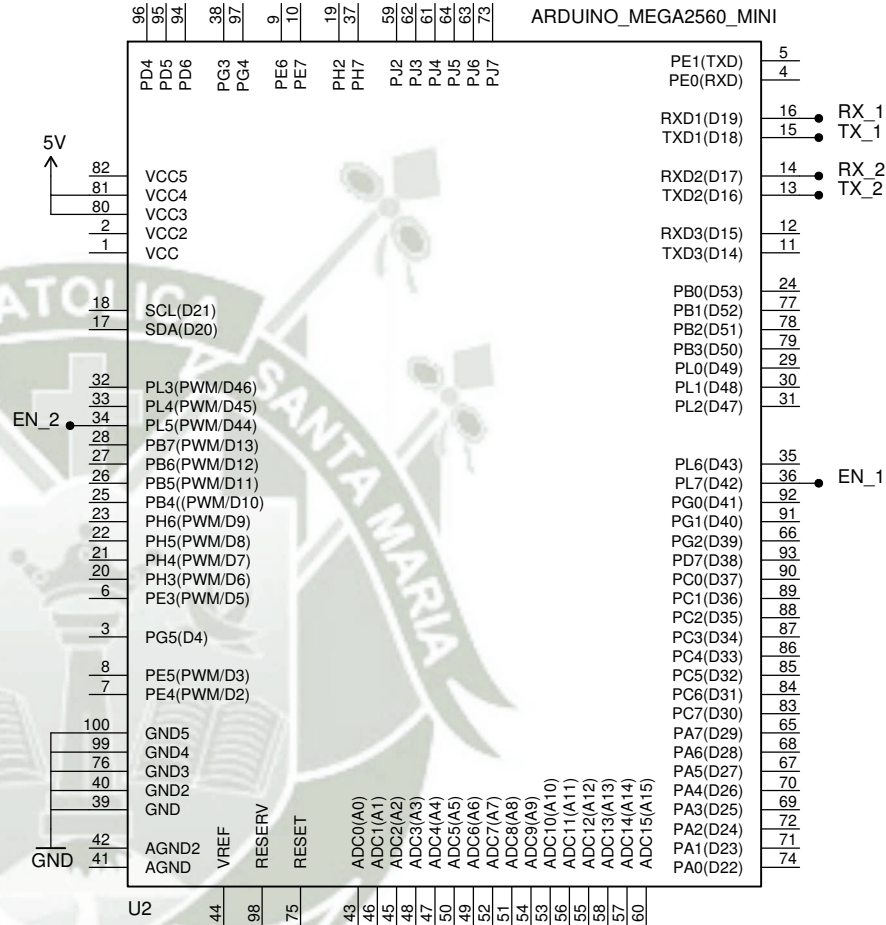 ARDUINO_MEGA2560_MINI
96 95 94 38 97 9 10 19 37 59 62 61 64 63 73
PD4 PD5 PD6 PG3 PG4 PE6 PE7 PH2 PH7 PJ2 PJ3 PJ4 PJ5 PJ6 PJ7
PE1(TXD) 5
PE0(RXD) 4
RXD1(D19) 16 RX_1
TXD1(D18) 15 TX_1
RXD2(D17) 14 RX_2
TXD2(D16) 13 TX_2
RXD3(D15) 12
TXD3(D14) 11
PB0(D53) 24
PB1(D52) 77
PB2(D51) 78
PB3(D50) 79
PL0(D49) 29
PL1(D48) 30
PL2(D47) 31
PL6(D43) 35
PL7(D42) 36 EN_1
PG0(D41) 92
PG1(D40) 91
PG2(D39) 66
PD7(D38) 93
PC0(D37) 90
PC1(D36) 89
PC2(D35) 88
PC3(D34) 87
PC4(D33) 86
PC5(D32) 85
PC6(D31) 84
PC7(D30) 83
PA7(D29) 65
PA6(D28) 68
PA5(D27) 67
PA4(D26) 70
PA3(D25) 69
PA2(D24) 72
PA1(D23) 71
PA0(D22) 74
5V
82 VCC5
81 VCC4
80 VCC3
2 VCC2
1 VCC
18 SCL(D21)
17 SDA(D20)
32 PL3(PWM/D46)
33 PL4(PWM/D45)
EN_2 34 PL5(PWM/D44)
28 PB7(PWM/D13)
27 PB6(PWM/D12)
26 PB5(PWM/D11)
25 PB4((PWM/D10)
23 PH6(PWM/D9)
22 PH5(PWM/D8)
21 PH4(PWM/D7)
20 PH3(PWM/D6)
6 PE3(PWM/D5)
3 PG5(D4)
8 PE5(PWM/D3)
7 PE4(PWM/D2)
100 GND5
99 GND4
76 GND3
40 GND2
39 GND
42 AGND2
GND 41 AGND
VREF RESERV RESET ADC0(A0) ADC1(A1) ADC2(A2) ADC3(A3) ADC4(A4) ADC5(A5) ADC6(A6) ADC7(A7) ADC8(A8) ADC9(A9) ADC10(A10) ADC11(A11) ADC12(A12) ADC13(A13) ADC14(A14) ADC15(A15)
U2
44 98 75 43 46 45 48 47 50 49 52 51 54 53 56 55 58 57 60
ATOLICA
SANTA MARIA